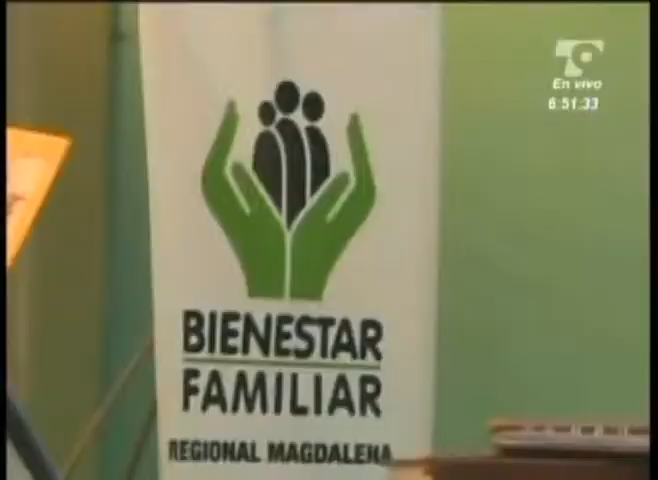 En vivo
6:51:33
BIENESTAR
FAMILIAR
REGIONAL MAGDALENA